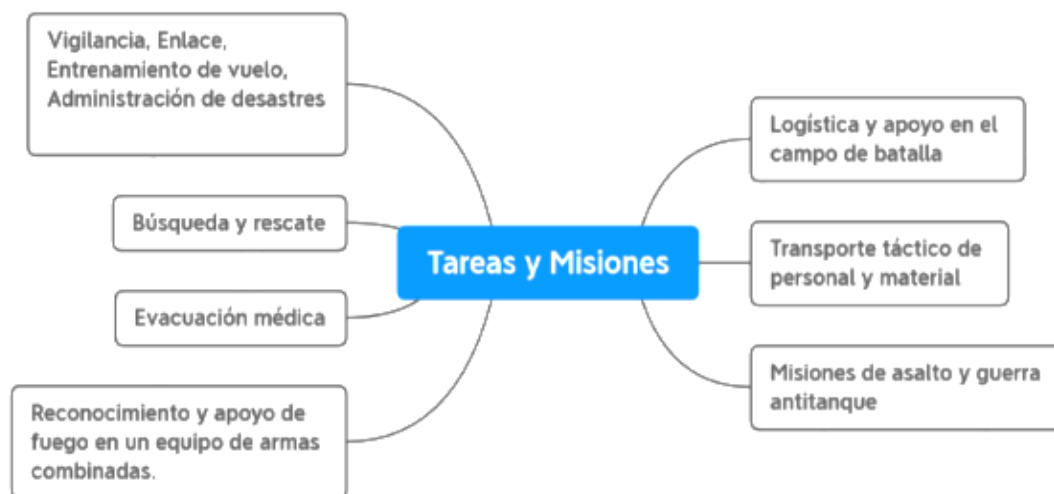 Vigilancia, Enlace,
Entrenamiento de vuelo,
Administración de desastres
Búsqueda y rescate
Evacuación médica
Reconocimiento y apoyo de
fuego en un equipo de armas
combinadas.
Tareas y Misiones
Logística y apoyo en el
campo de batalla
Transporte táctico de
personal y material
Misiones de asalto y guerra
antitanque